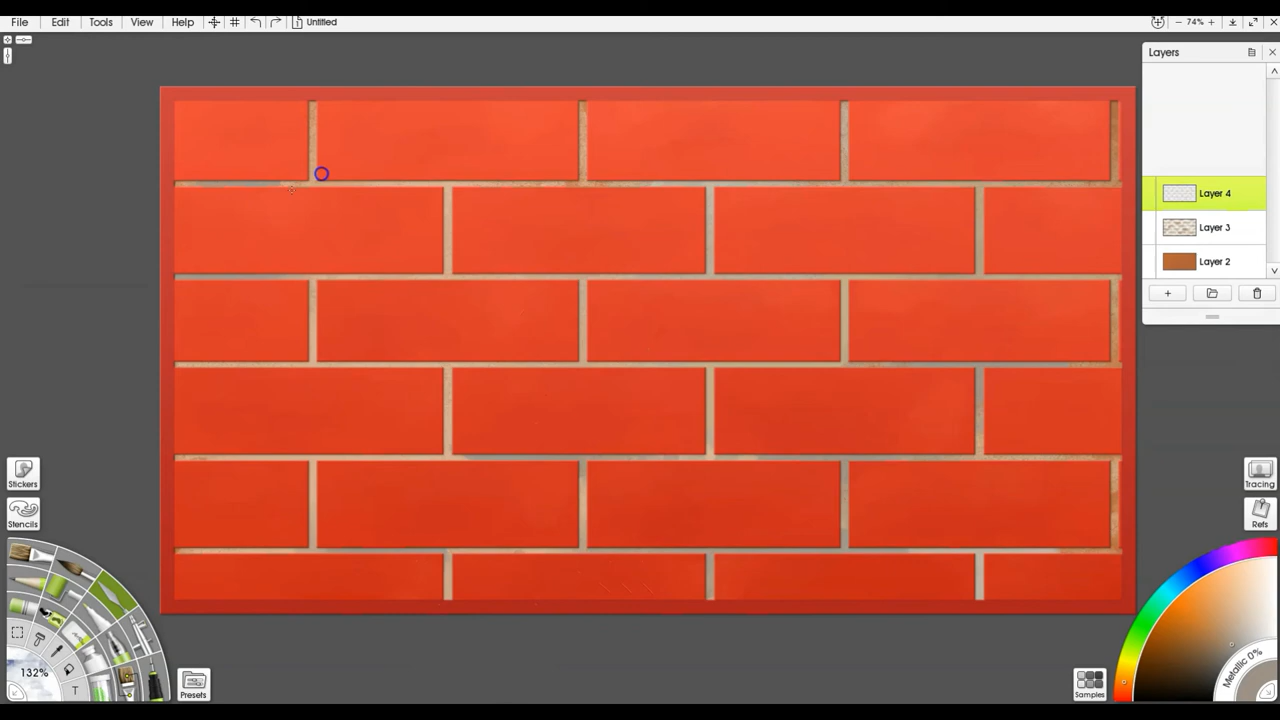 File Edit Tools View Help Untitled 74%
Layers
Layer 4
Layer 3
Layer 2
Stickers
Stencils
132%
T
Presets
Tracing
Refs
Metallic 0%
Samples